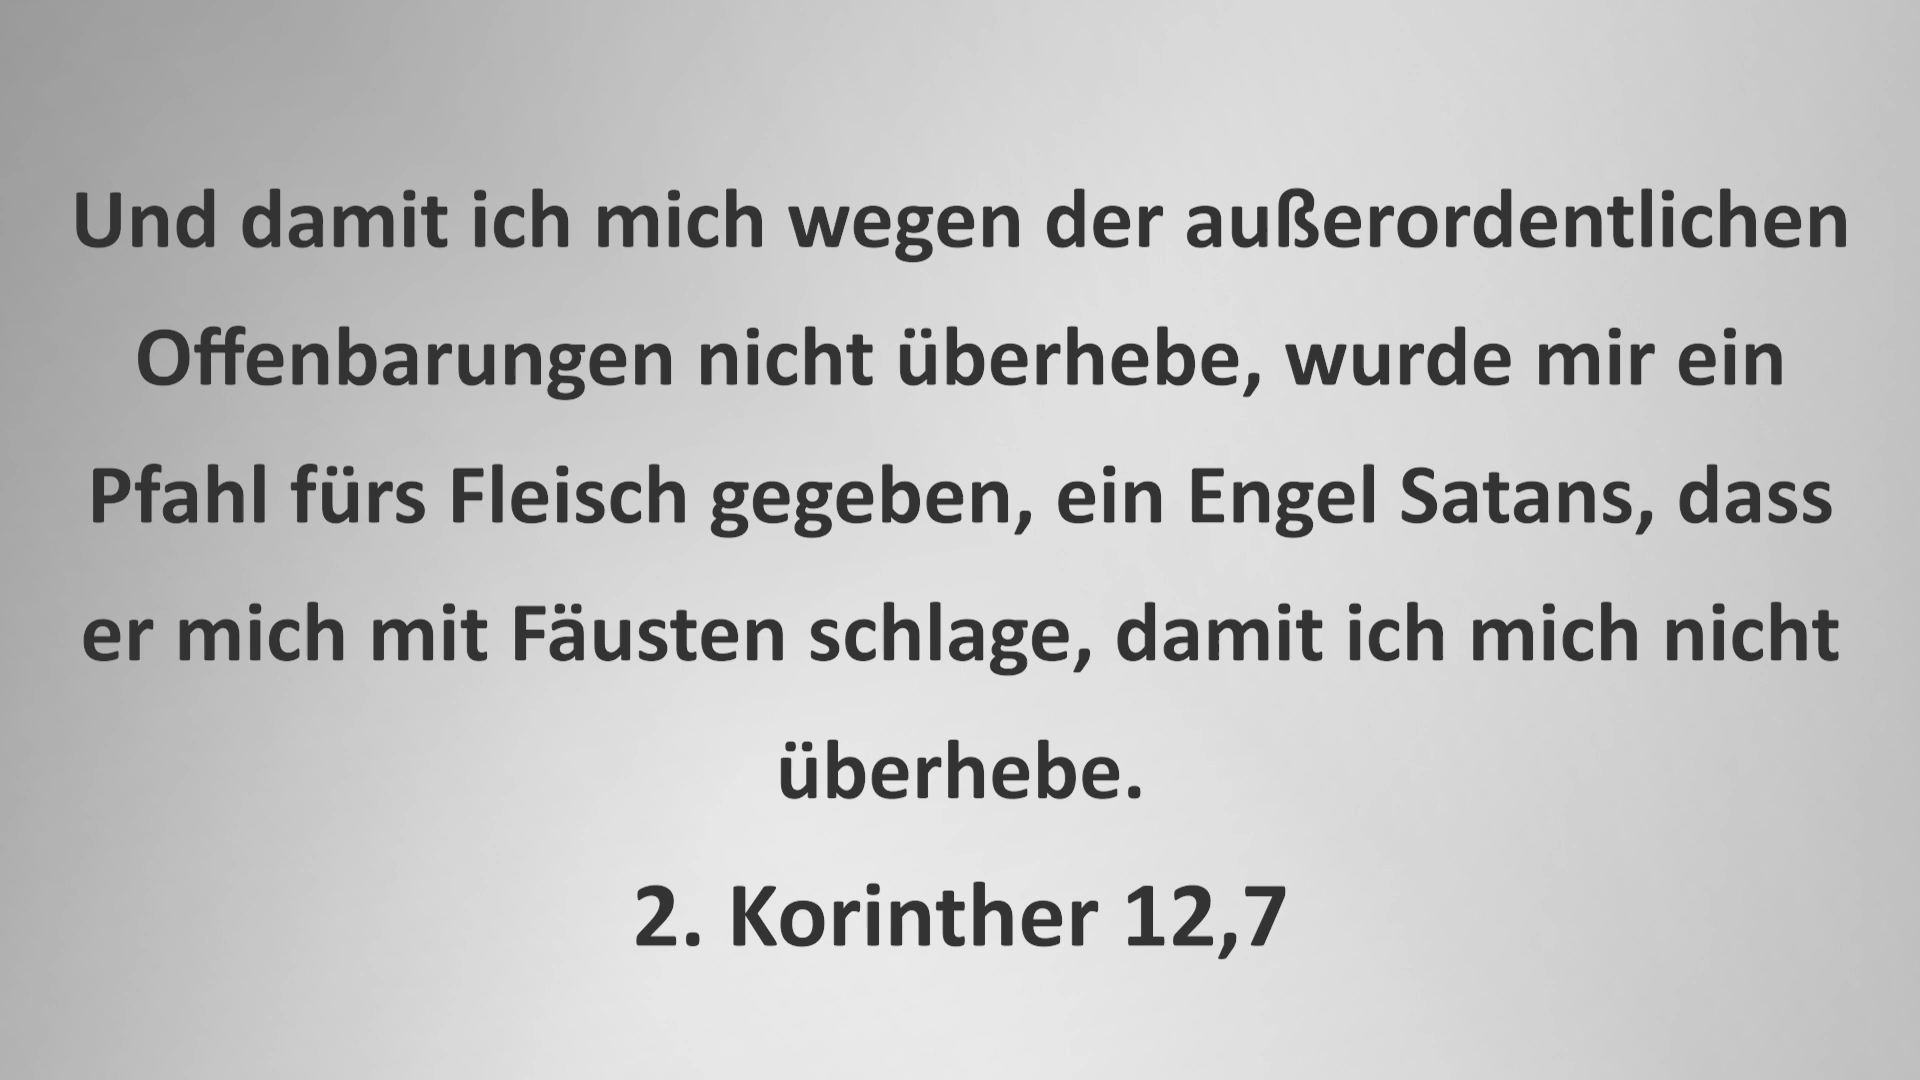 Und damit ich mich wegen der außerordentlichen
Offenbarungen nicht überhebe, wurde mir ein
Pfahl fürs Fleisch gegeben, ein Engel Satans, dass
er mich mit Fäusten schlage, damit ich mich nicht
überhebe.
2. Korinther 12,7